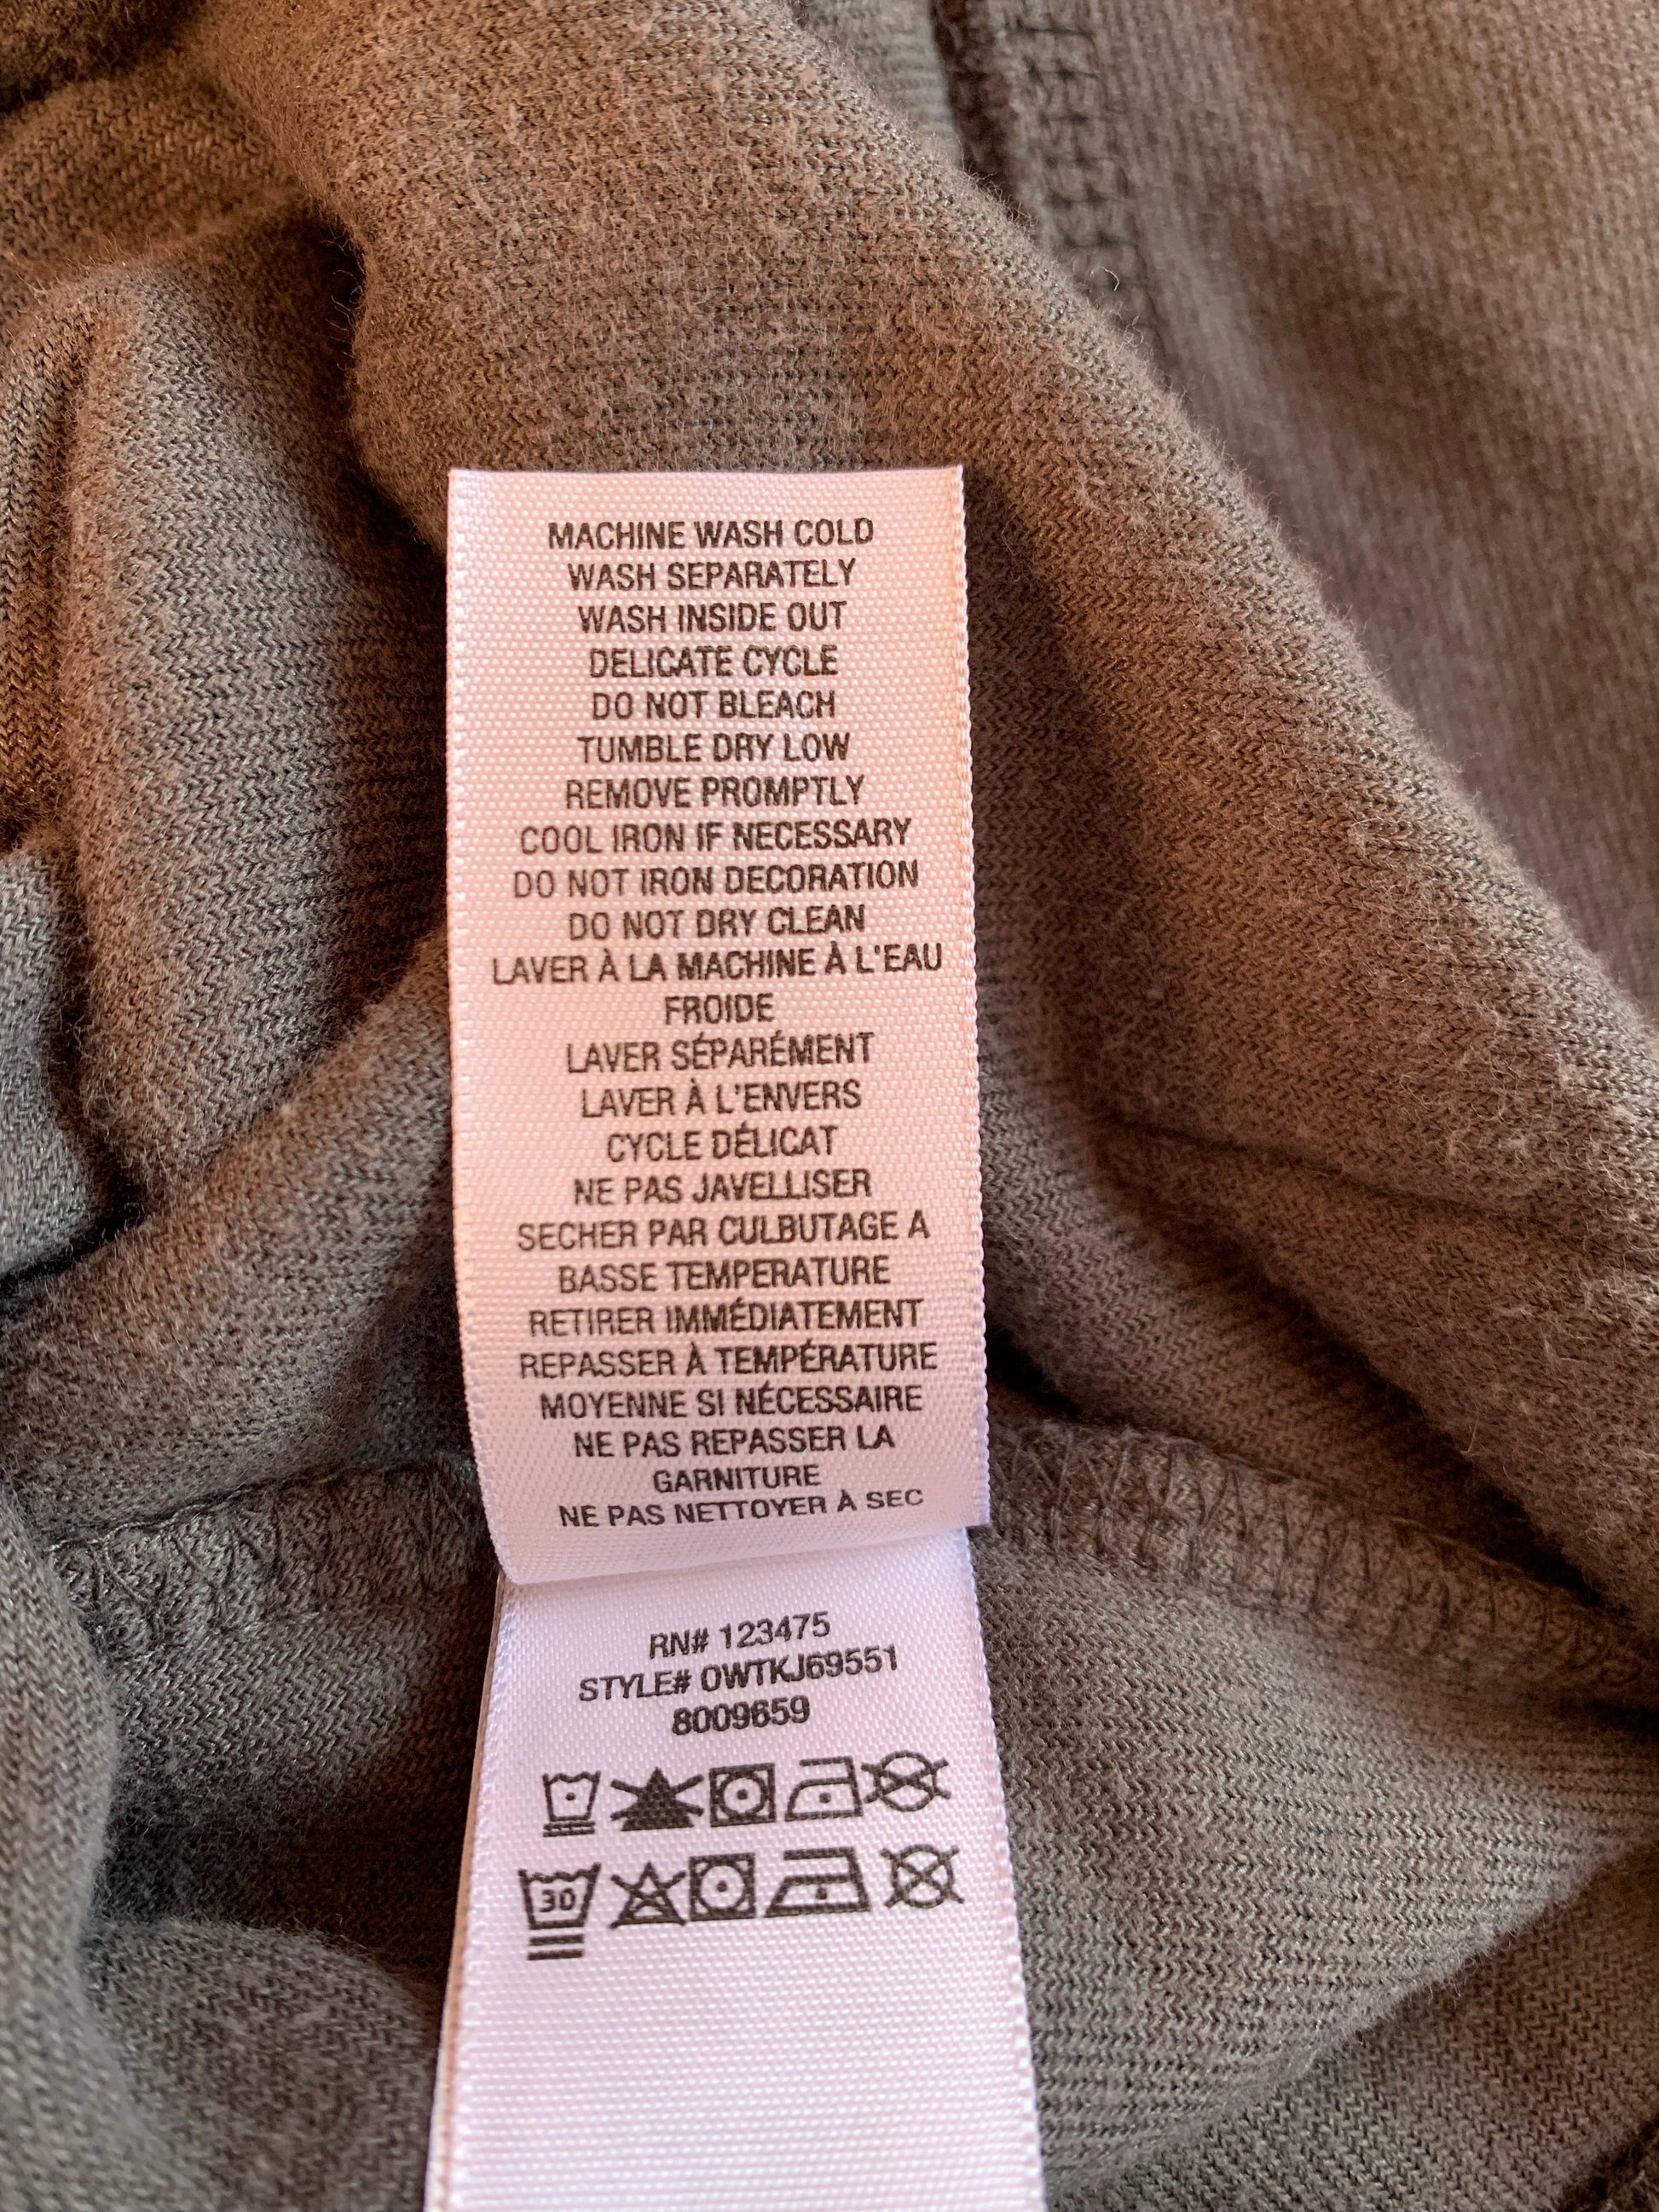 MACHINE WASH COLD
WASH SEPARATELY
WASH INSIDE OUT
DELICATE CYCLE
DO NOT BLEACH
TUMBLE DRY LOW
REMOVE PROMPTLY
COOL IRON IF NECESSARY
DO NOT IRON DECORATION
DO NOT DRY CLEAN
LAVER À LA MACHINE À L'EAU
FROIDE
LAVER SÉPARÉMENT
LAVER À L'ENVERS
CYCLE DÉLICAT
NE PAS JAVELLISER
SECHER PAR CULBUTAGE A
BASSE TEMPERATURE
RETIRER IMMÉDIATEMENT
REPASSER À TEMPÉRATURE
MOYENNE SI NÉCESSAIRE
NE PAS REPASSER LA
GARNITURE
NE PAS NETTOYER À SEC
RN# 123475
STYLE# OWTKJ69551
8009659
30